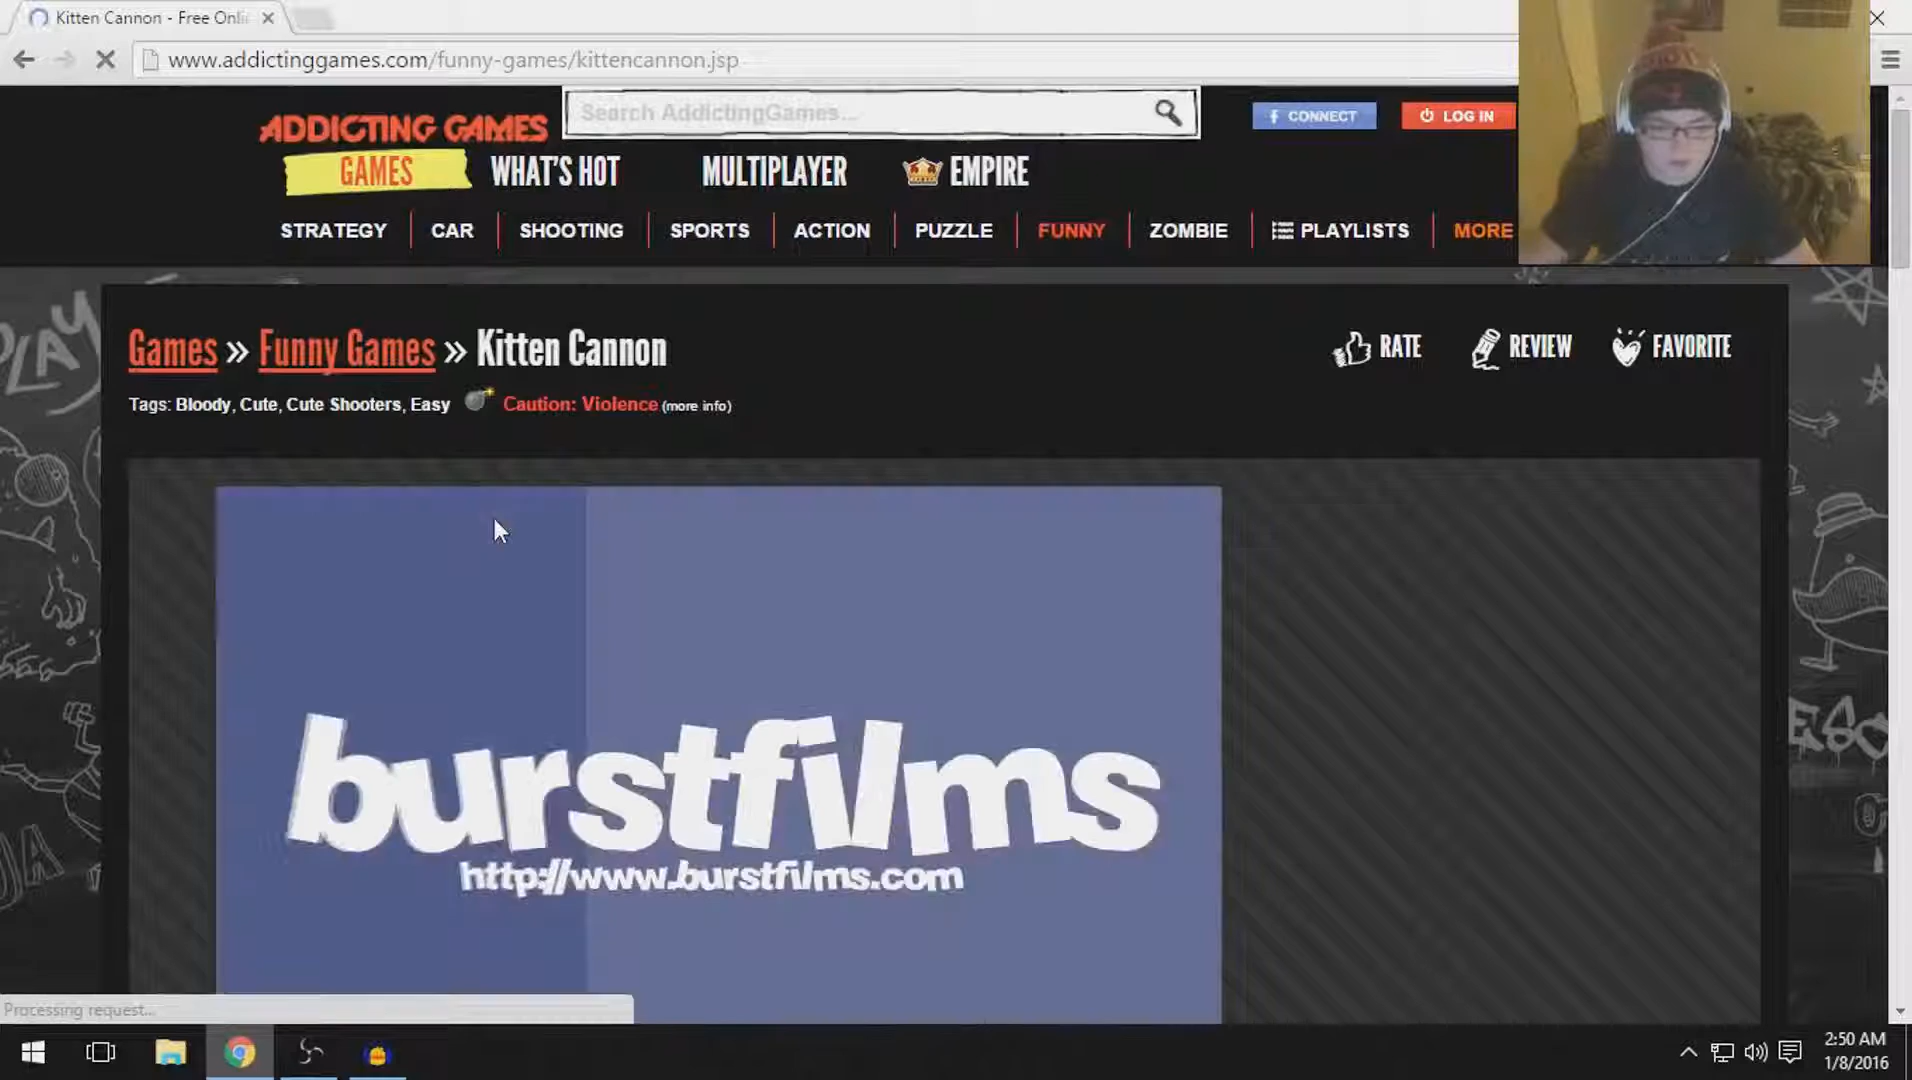 Kitten Cannon - Free Onli
www.addictinggames.com/funny-games/kittencannon.jsp
ADDICTING GAMES
Search AddictingGames...
f CONNECT
LOG IN
GAMES
WHAT'S HOT
MULTIPLAYER
EMPIRE
STRATEGY
CAR
SHOOTING
SPORTS
ACTION
PUZZLE
FUNNY
ZOMBIE
PLAYLISTS
MORE
Games » Funny Games » Kitten Cannon
RATE
REVIEW
FAVORITE
Tags: Bloody, Cute, Cute Shooters, Easy
Caution: Violence (more info)
PLAY
burstfilms
http://www.burstfilms.com
Processing request...
2:50 AM
1/8/2016